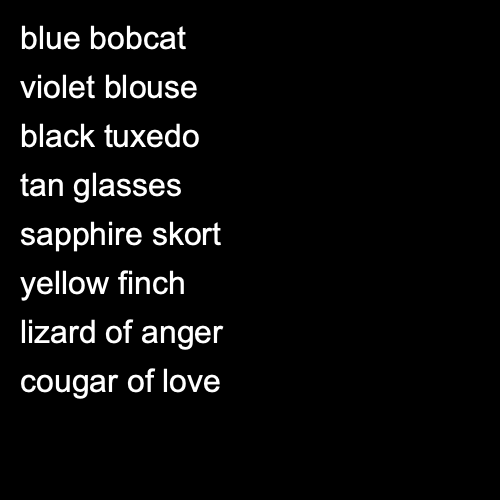 blue bobcat
violet blouse
black tuxedo
tan glasses
sapphire skort
yellow finch
lizard of anger
cougar of love